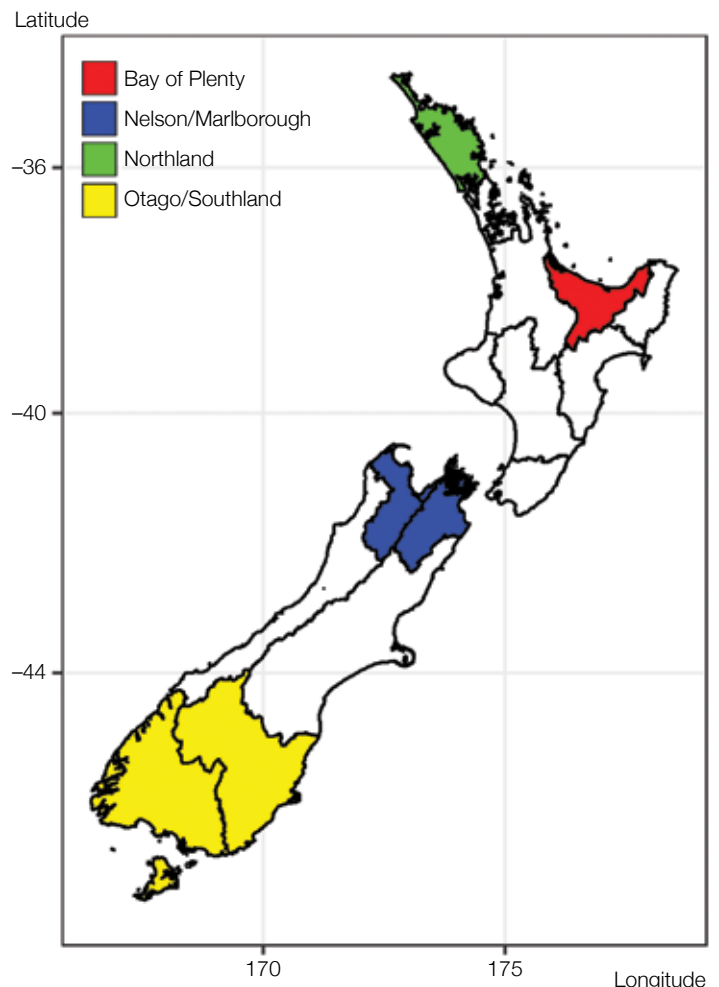 Latitude
Bay of Plenty
Nelson/Marlborough
Northland
Otago/Southland
–36
–40
–44
170
175
Longitude